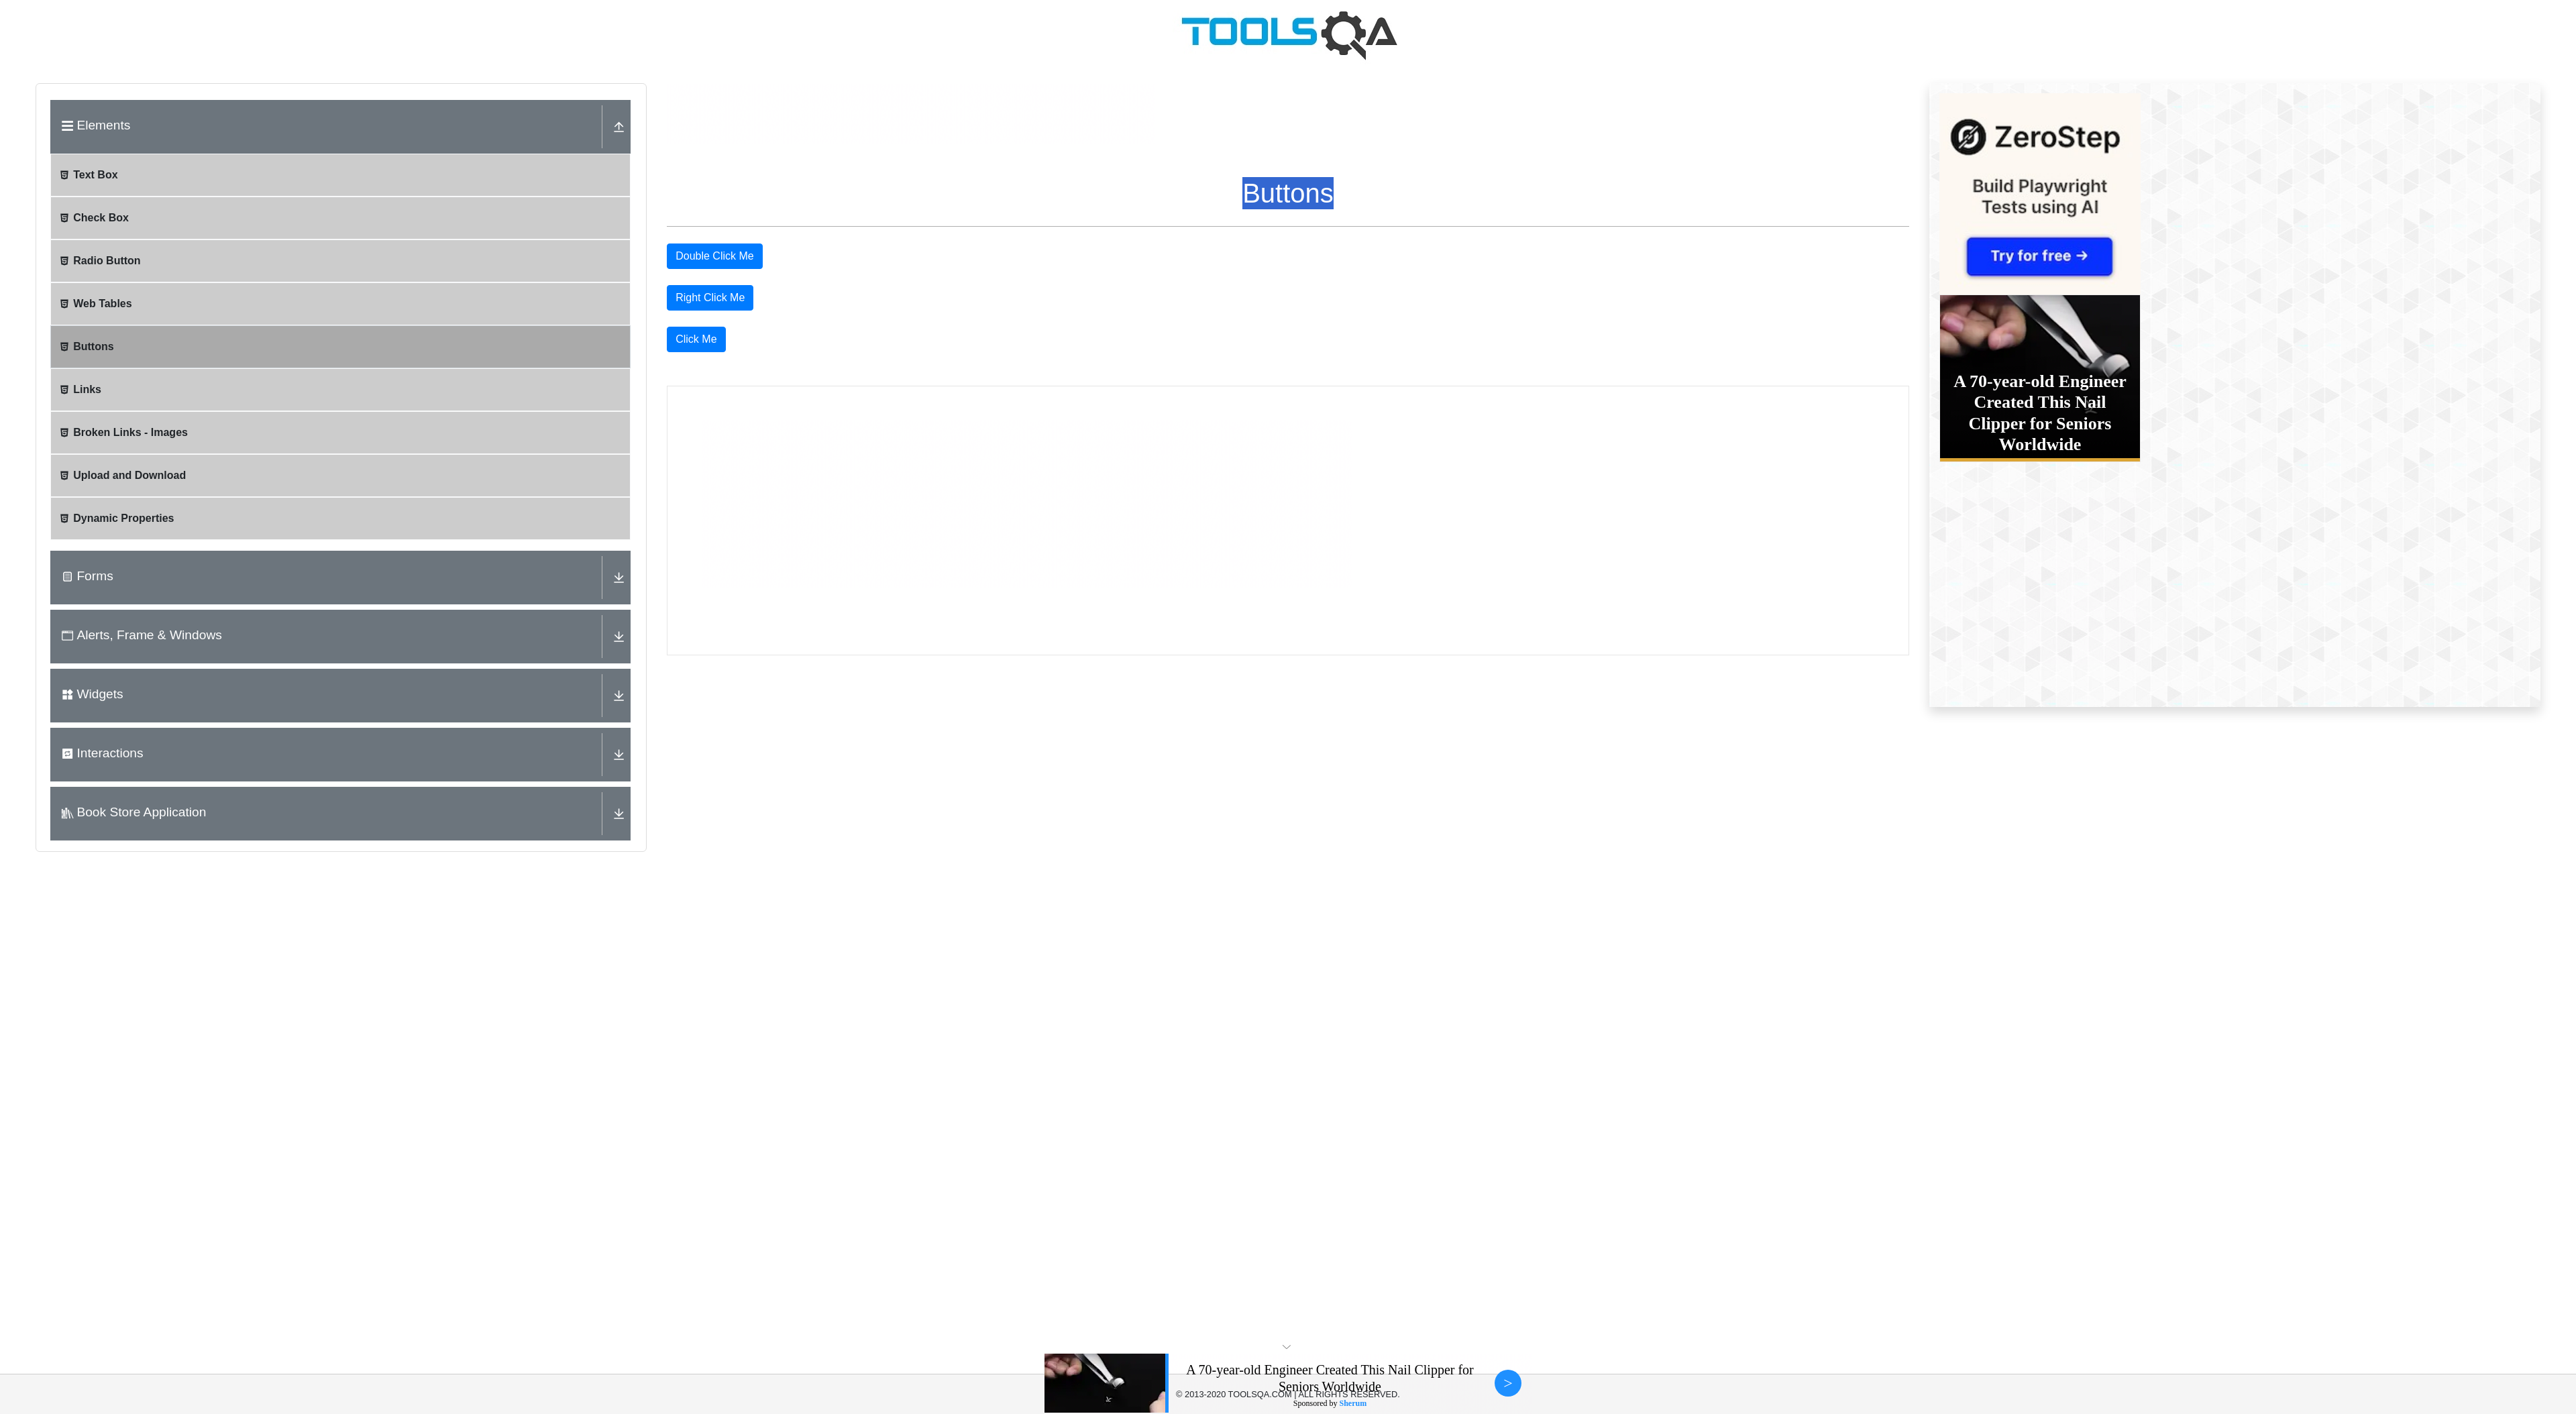 TOOLSQA
Elements
Text Box
Check Box
Radio Button
Web Tables
Buttons
Links
Broken Links - Images
Upload and Download
Dynamic Properties
Forms
Alerts, Frame & Windows
Widgets
Interactions
Book Store Application
Buttons
Double Click Me
Right Click Me
Click Me
ZeroStep
Build Playwright
Tests using AI
Try for free →
A 70-year-old Engineer
Created This Nail
Clipper for Seniors
Worldwide
A 70-year-old Engineer Created This Nail Clipper for
Seniors Worldwide
© 2013-2020 TOOLSQA.COM | ALL RIGHTS RESERVED.
Sponsored by Sherum
>